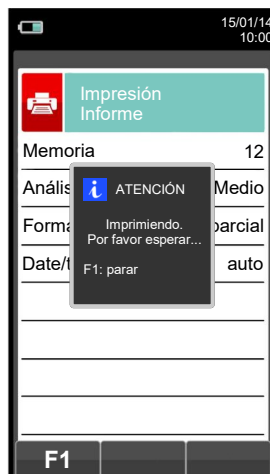 15/01/14
10:00
Impresión
Informe
Memoria 12
Anális Medio
Forma parcial
Date/t auto
i ATENCIÓN
Imprimiendo.
Por favor esperar...
F1: parar
F1